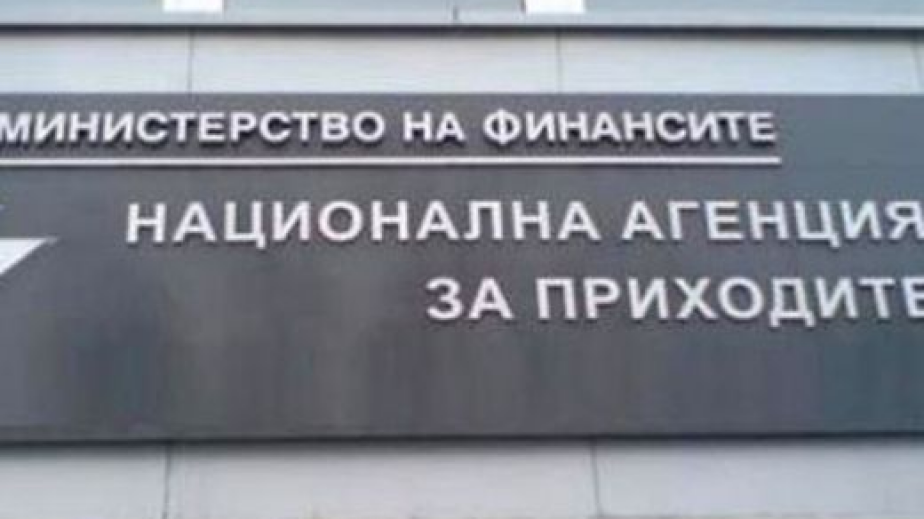 МИНИСТЕРСТВО НА ФИНАНСИТЕ
НАЦИОНАЛНА АГЕНЦИЯ
ЗА ПРИХОДИТЕ